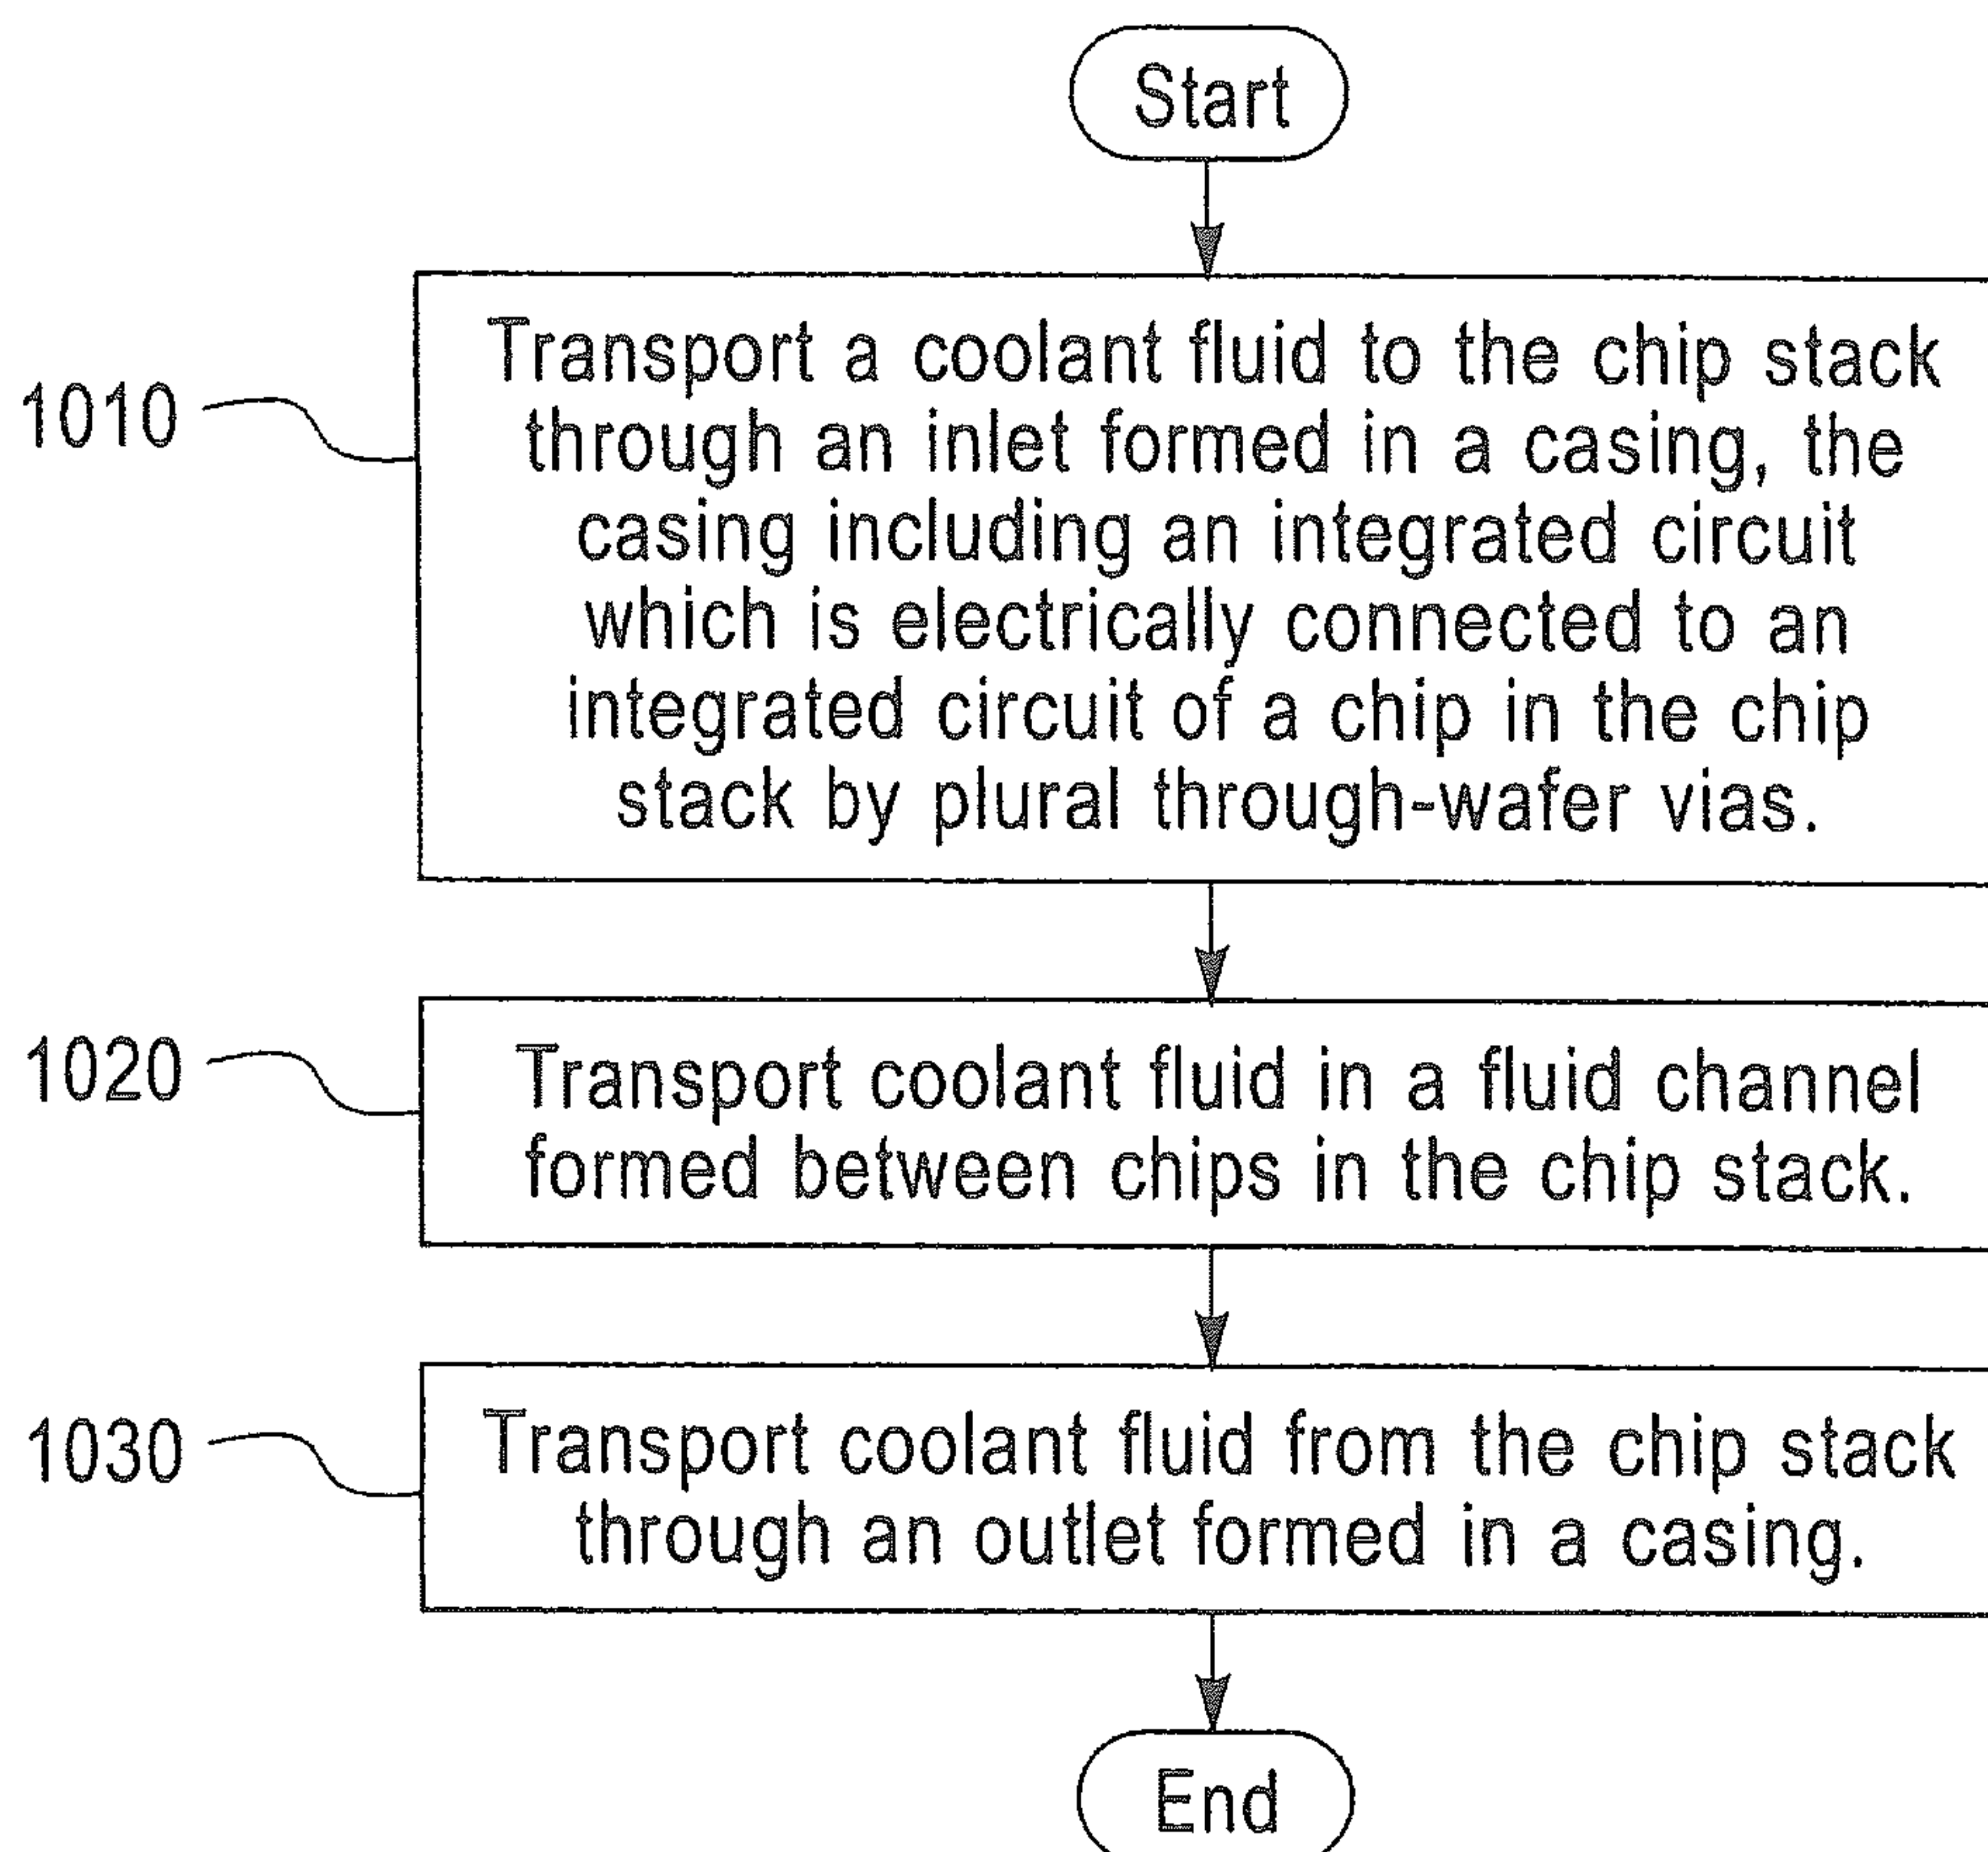 Start
1010
Transport a coolant fluid to the chip stack
through an inlet formed in a casing, the
casing including an integrated circuit
which is electrically connected to an
integrated circuit of a chip in the chip
stack by plural through-wafer vias.
1020
Transport coolant fluid in a fluid channel
formed between chips in the chip stack.
1030
Transport coolant fluid from the chip stack
through an outlet formed in a casing.
End